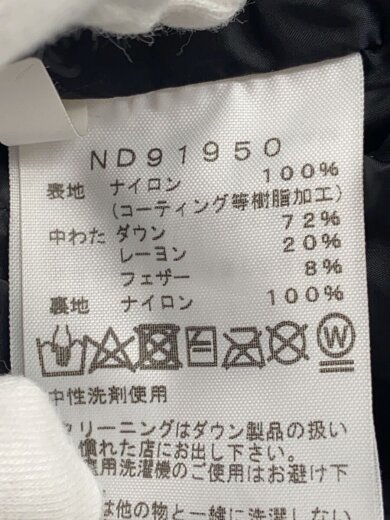 ND91950
表地 ナイロン 100%
(コーティング等樹脂加工)
中わた ダウン 72%
レーヨン 20%
フェザー 8%
裏地 ナイロン 100%
W
中性洗剤使用
クリーニングはダウン製品の扱い
慣れた店にお出し下さい。
用洗濯機のご使用はお避け下
は他の物と一緒に洗濯しない